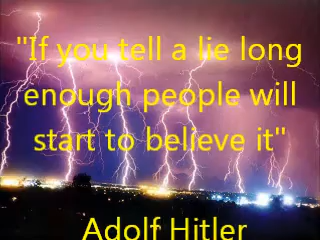 "If you tell a lie long
enough people will
start to believe it"
Adolf Hitler